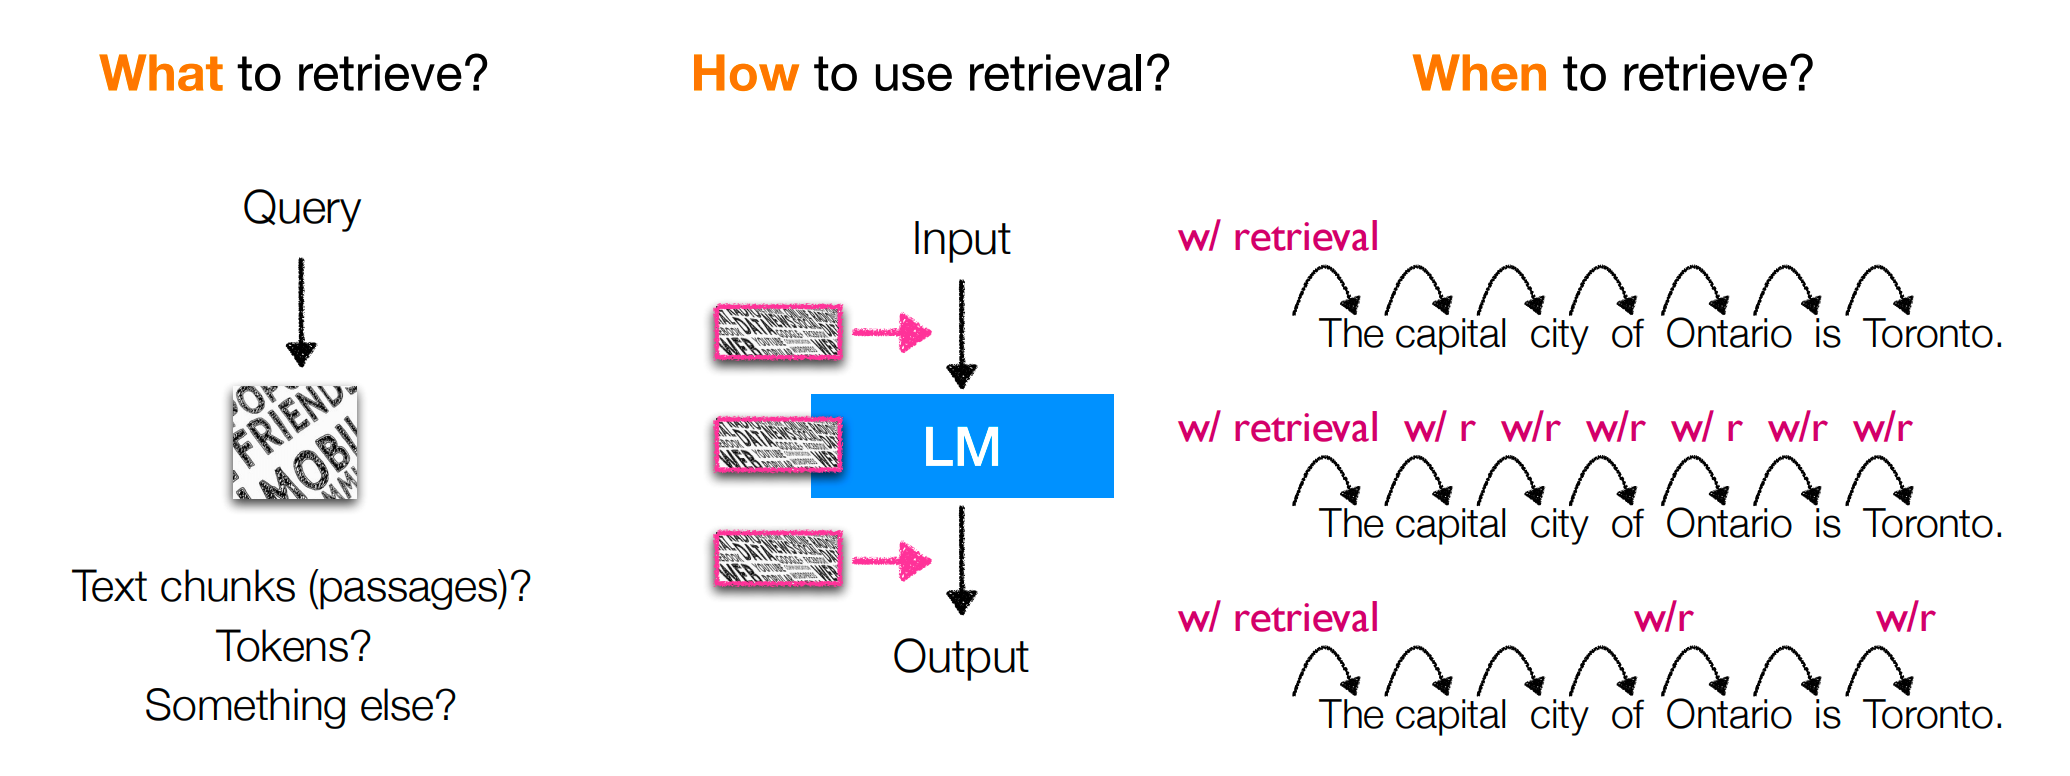 What to retrieve?
Query
FRIEND
MOBI
Text chunks (passages)?
Tokens?
Something else?
How to use retrieval?
Input
LM
Output
When to retrieve?
w/ retrieval
The capital city of Ontario is Toronto.
w/ retrieval w/ r w/r w/r w/ r w/r w/r
The capital city of Ontario is Toronto.
w/ retrieval w/r w/r
The capital city of Ontario is Toronto.